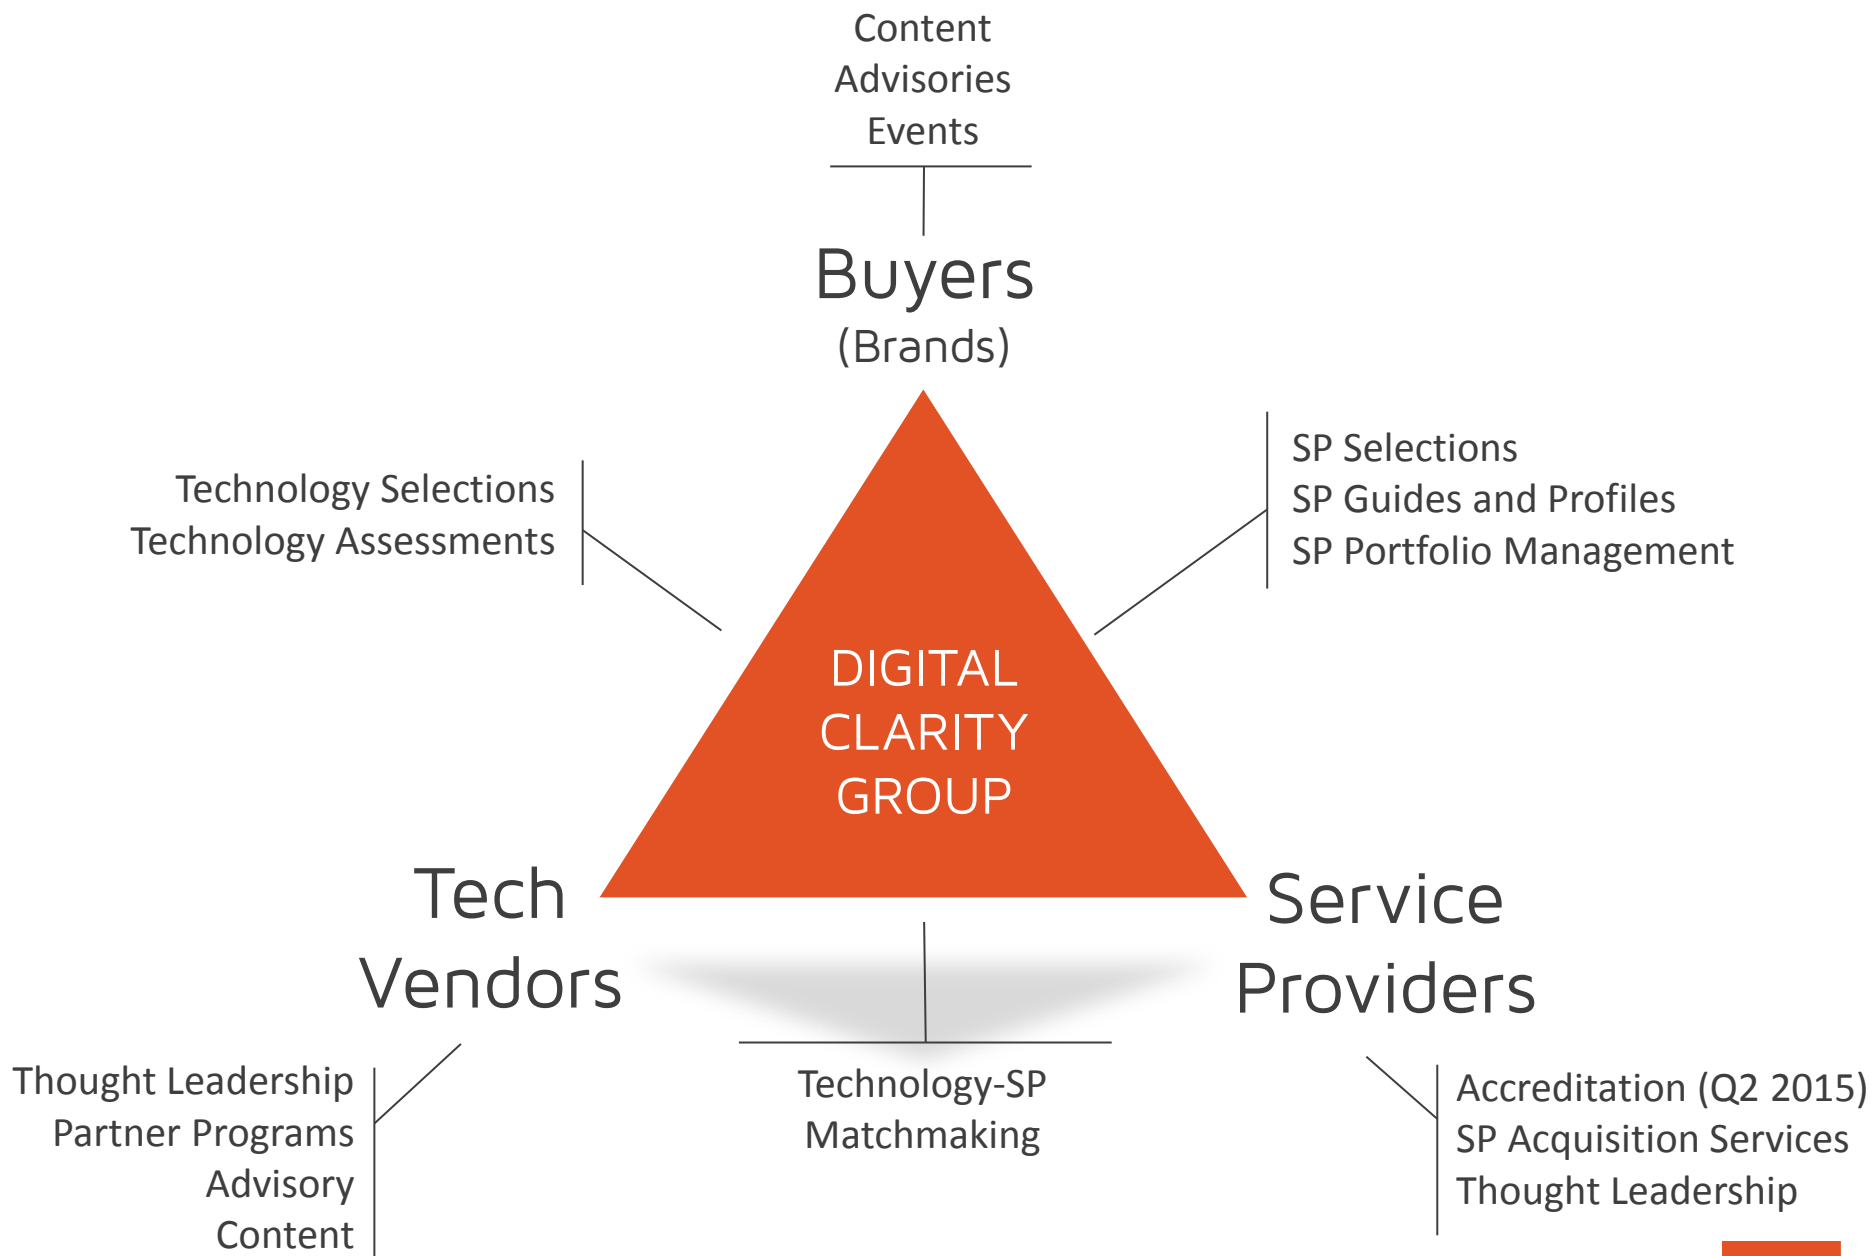 Content
Advisories
Events
Buyers
(Brands)
Technology Selections
Technology Assessments
SP Selections
SP Guides and Profiles
SP Portfolio Management
DIGITAL
CLARITY
GROUP
Tech
Vendors
Service
Providers
Thought Leadership
Partner Programs
Advisory
Content
Technology-SP
Matchmaking
Accreditation (Q2 2015)
SP Acquisition Services
Thought Leadership